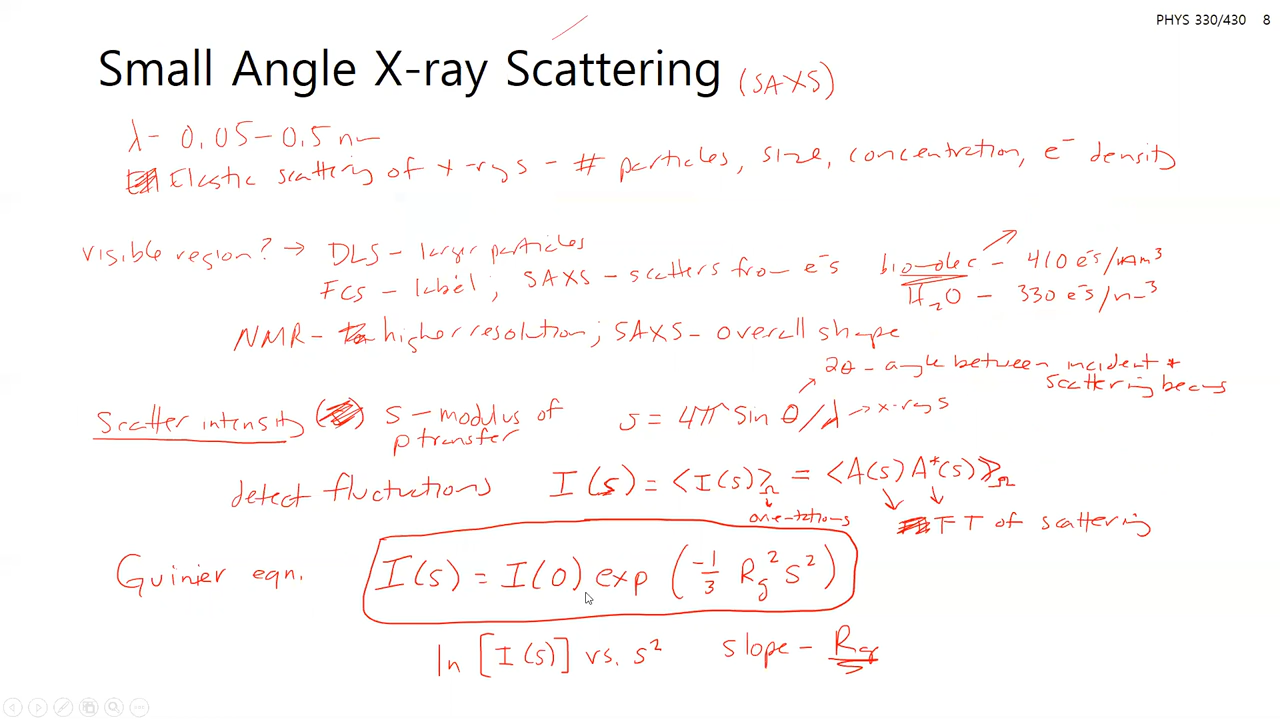 PHYS 330/430 8
Small Angle X-ray Scattering (SAXS)
λ - 0.05 - 0.5 nm
Elastic scattering of x-rays - # particles, size, concentration, e⁻ density
visible region? → DLS - larger particles
FCS - label ; SAXS - scatters from e⁻s
biomolec - 410 e⁻s/nm³
H₂O - 330 e⁻s/nm³
NMR - higher resolution; SAXS - overall shape
2θ - angle between incident + scattering beams
Scatter intensity s - modulus of p transfer
s = 4π sin θ/λ → x-rays
detect fluctuations I(s) = <I(s)>Ω = <A(s) A*(s)>Ω
orientations
FT of scattering
Guinier eqn. I(s) = I(0) exp (-1/3 Rg² s²)
ln [I(s)] vs. s² slope - Rg